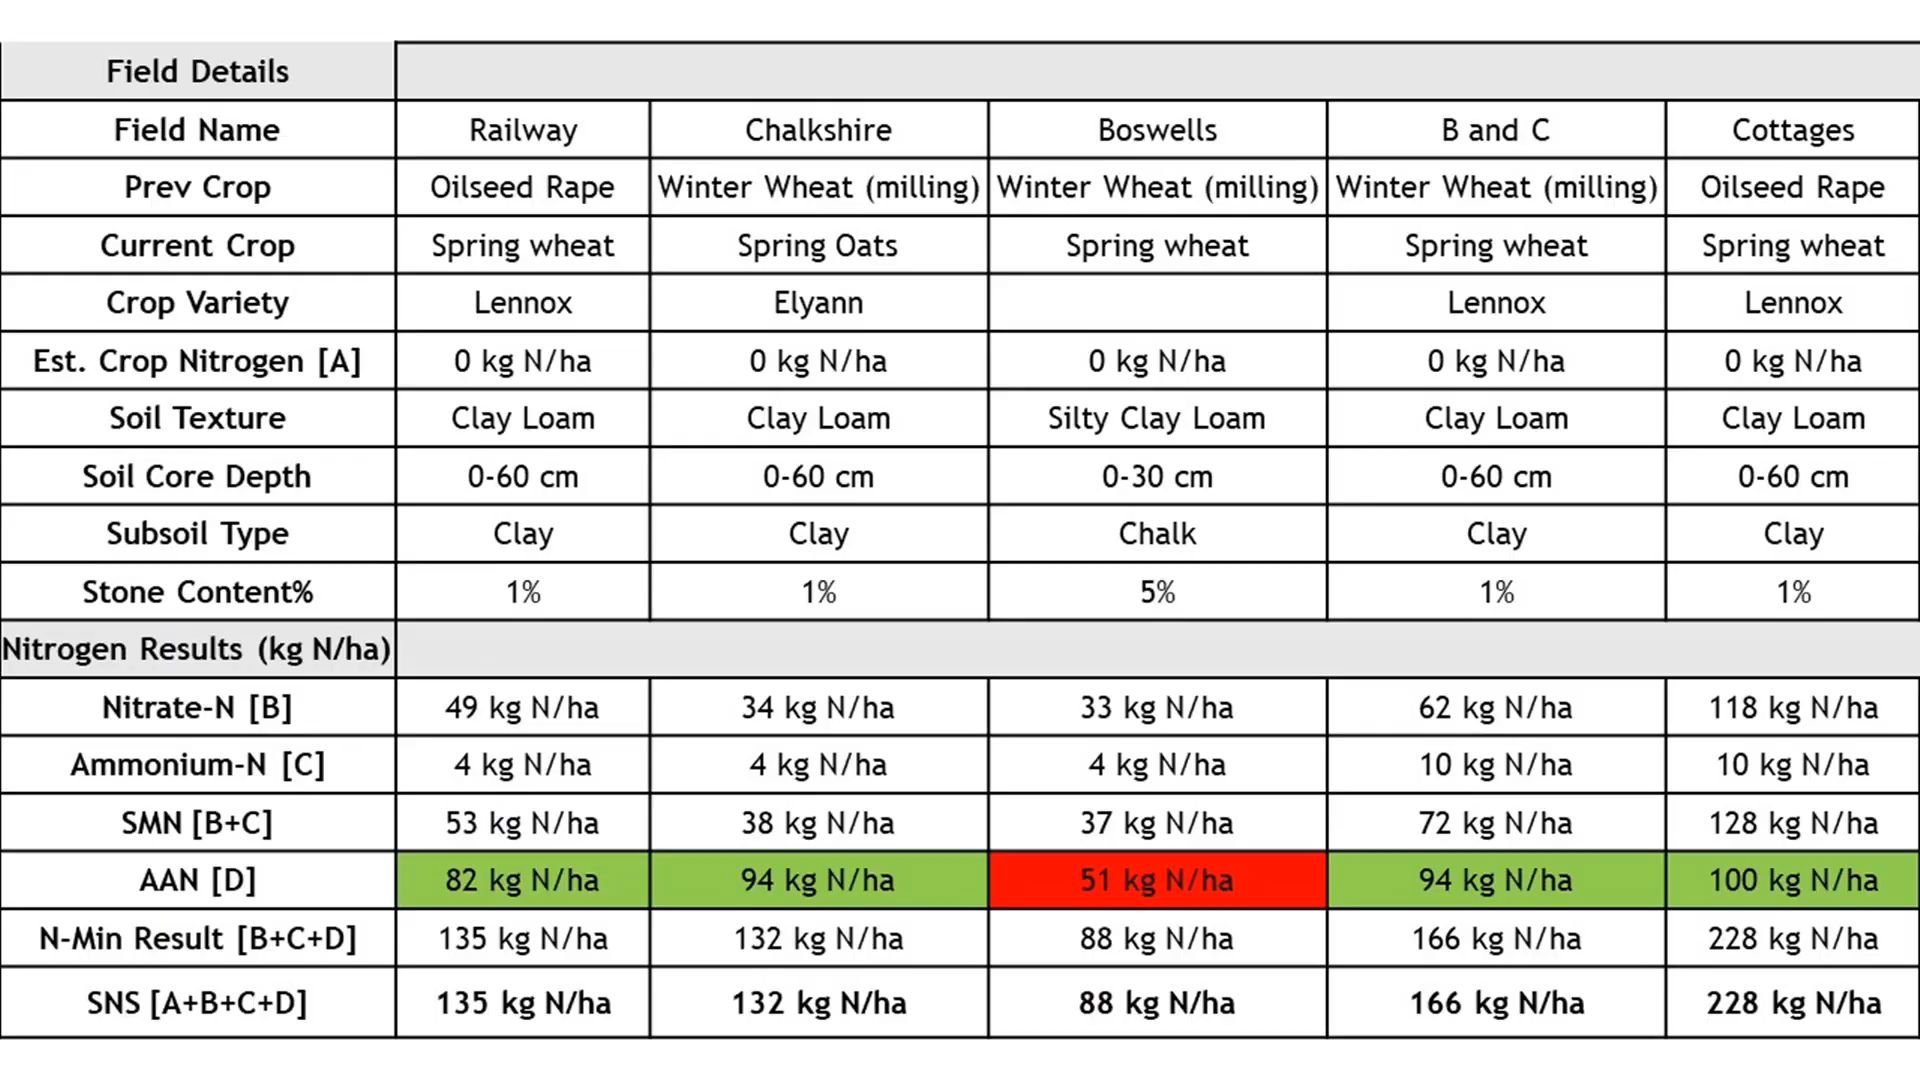 Field Details
Field Name Railway Chalkshire Boswells B and C Cottages
Prev Crop Oilseed Rape Winter Wheat (milling) Winter Wheat (milling) Winter Wheat (milling) Oilseed Rape
Current Crop Spring wheat Spring Oats Spring wheat Spring wheat Spring wheat
Crop Variety Lennox Elyann Lennox Lennox
Est. Crop Nitrogen [A] 0 kg N/ha 0 kg N/ha 0 kg N/ha 0 kg N/ha 0 kg N/ha
Soil Texture Clay Loam Clay Loam Silty Clay Loam Clay Loam Clay Loam
Soil Core Depth 0-60 cm 0-60 cm 0-30 cm 0-60 cm 0-60 cm
Subsoil Type Clay Clay Chalk Clay Clay
Stone Content% 1% 1% 5% 1% 1%
Nitrogen Results (kg N/ha)
Nitrate-N [B] 49 kg N/ha 34 kg N/ha 33 kg N/ha 62 kg N/ha 118 kg N/ha
Ammonium-N [C] 4 kg N/ha 4 kg N/ha 4 kg N/ha 10 kg N/ha 10 kg N/ha
SMN [B+C] 53 kg N/ha 38 kg N/ha 37 kg N/ha 72 kg N/ha 128 kg N/ha
AAN [D] 82 kg N/ha 94 kg N/ha 51 kg N/ha 94 kg N/ha 100 kg N/ha
N-Min Result [B+C+D] 135 kg N/ha 132 kg N/ha 88 kg N/ha 166 kg N/ha 228 kg N/ha
SNS [A+B+C+D] 135 kg N/ha 132 kg N/ha 88 kg N/ha 166 kg N/ha 228 kg N/ha